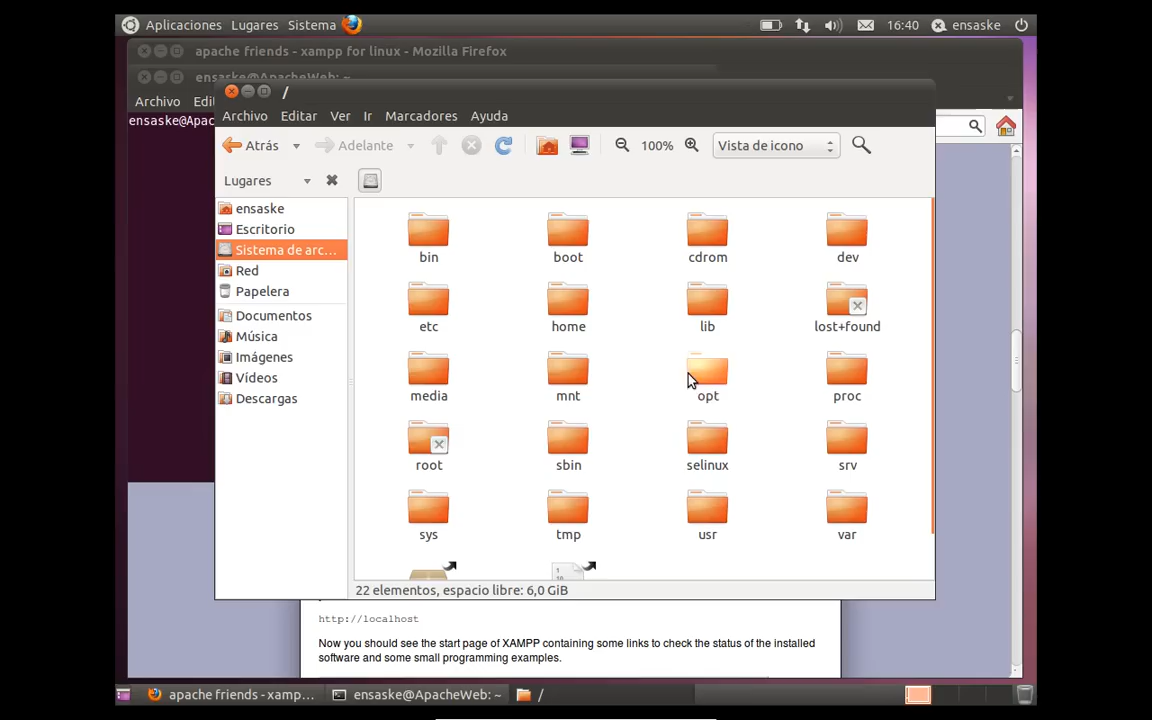 Aplicaciones Lugares Sistema 16:40 ensaske
apache friends - xampp for linux - Mozilla Firefox
ensaske@ApacheWeb: ~
Archivo Edi
ensaske@Apac
/
Archivo Editar Ver Ir Marcadores Ayuda
Atrás Adelante 100% Vista de icono
Lugares
ensaske
Escritorio
Sistema de arc...
Red
Papelera
Documentos
Música
Imágenes
Vídeos
Descargas
bin boot cdrom dev
etc home lib lost+found
media mnt opt proc
root sbin selinux srv
sys tmp usr var
22 elementos, espacio libre: 6,0 GiB
http://localhost
Now you should see the start page of XAMPP containing some links to check the status of the installed
software and some small programming examples.
apache friends - xamp... ensaske@ApacheWeb: ~ /